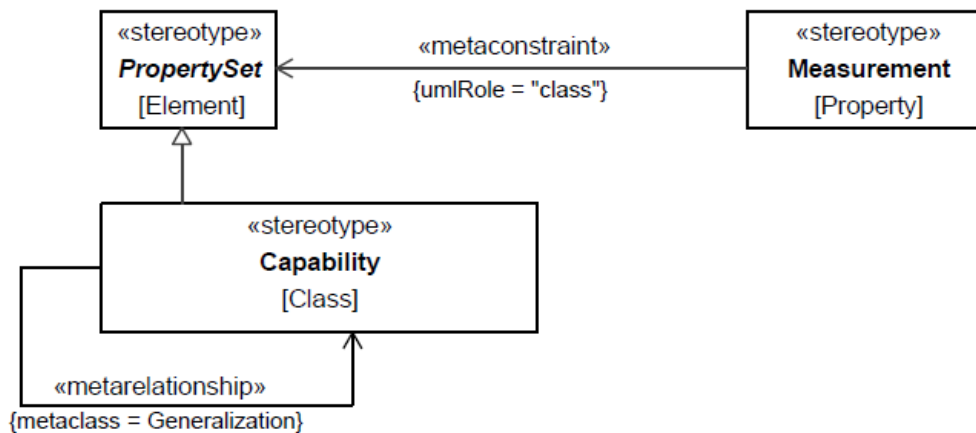 «stereotype»
PropertySet
[Element]
«metaconstraint»
{umlRole = "class"}
«stereotype»
Measurement
[Property]
«stereotype»
Capability
[Class]
«metarelationship»
{metaclass = Generalization}